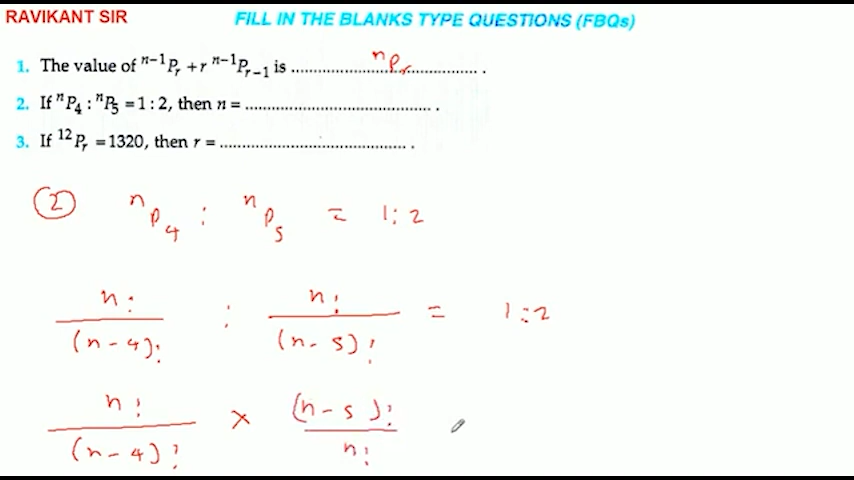 RAVIKANT SIR
FILL IN THE BLANKS TYPE QUESTIONS (FBQs)
1. The value of ⁿ⁻¹Pᵣ + r ⁿ⁻¹Pᵣ₋₁ is .......... ⁿPᵣ .......... .
2. If ⁿP₄ : ⁿP₅ = 1 : 2, then n = .................... .
3. If ¹²Pᵣ = 1320, then r = .................... .
② ⁿP₄ : ⁿP₅ = 1:2
n! / (n-4)! : n! / (n-5)! = 1:2
n! / (n-4)! × (n-5)! / n!